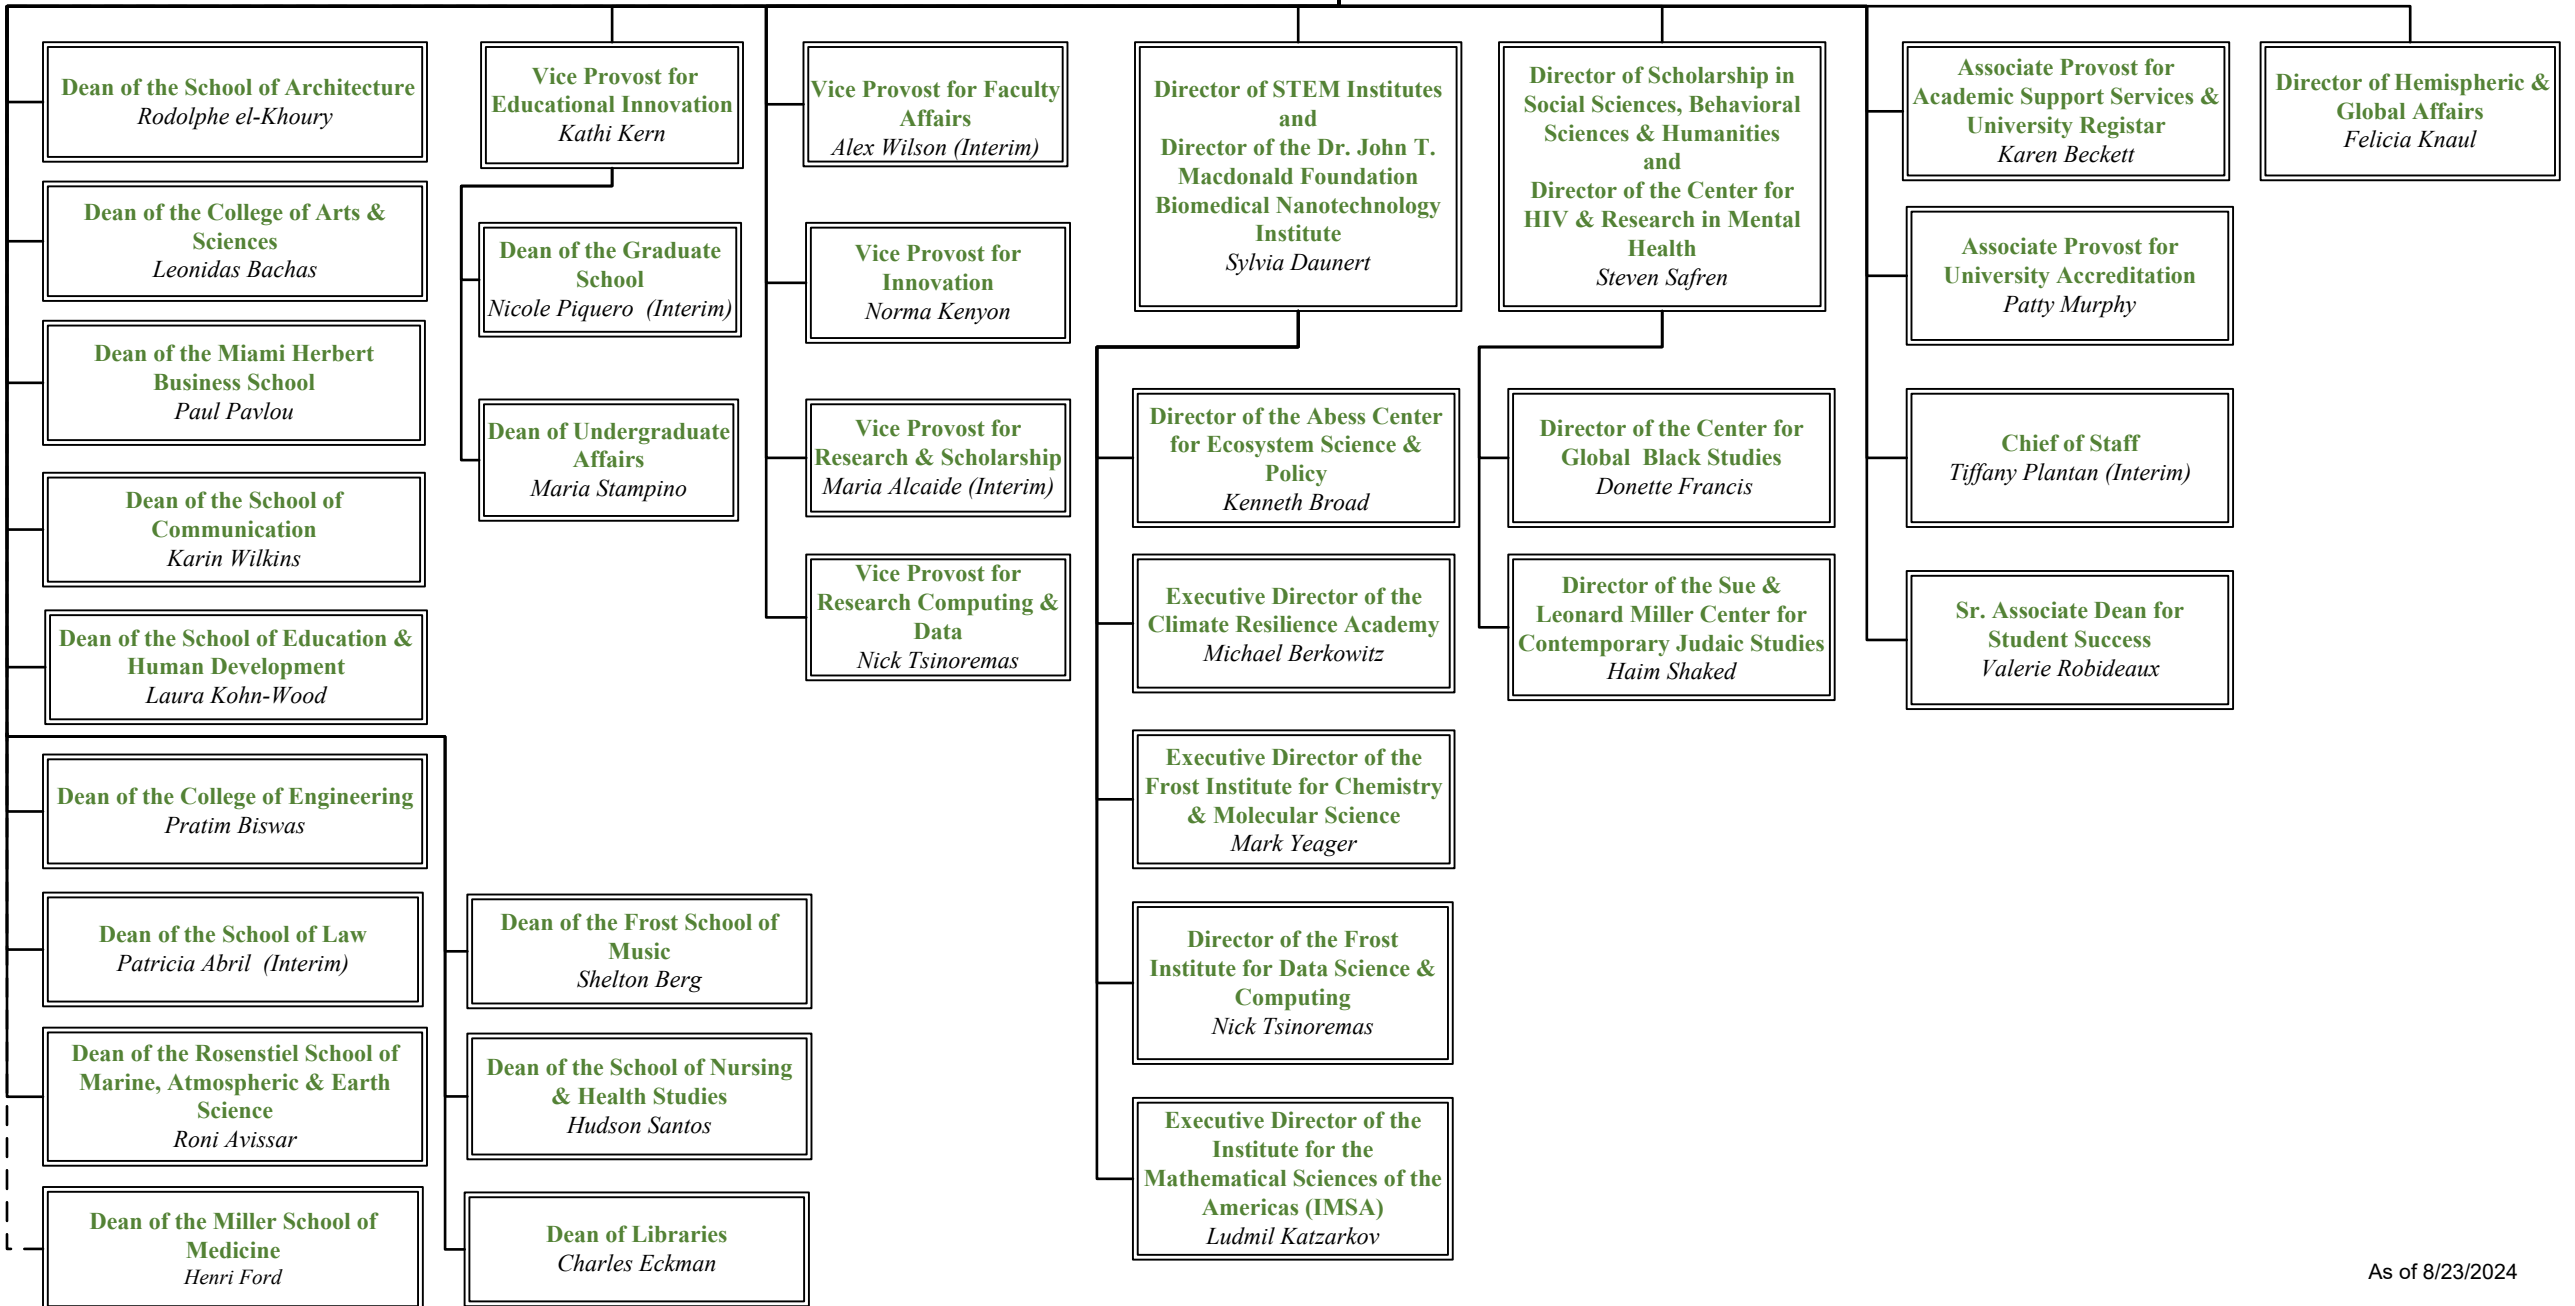 Dean of the School of Architecture
Rodolphe el-Khoury
Dean of the College of Arts &
Sciences
Leonidas Bachas
Dean of the Miami Herbert
Business School
Paul Pavlou
Dean of the School of
Communication
Karin Wilkins
Dean of the School of Education &
Human Development
Laura Kohn-Wood
Dean of the College of Engineering
Pratim Biswas
Dean of the School of Law
Patricia Abril (Interim)
Dean of the Rosenstiel School of
Marine, Atmospheric & Earth
Science
Roni Avissar
Dean of the Miller School of
Medicine
Henri Ford
Dean of the Frost School of
Music
Shelton Berg
Dean of the School of Nursing
& Health Studies
Hudson Santos
Dean of Libraries
Charles Eckman
Vice Provost for
Educational Innovation
Kathi Kern
Dean of the Graduate
School
Nicole Piquero (Interim)
Dean of Undergraduate
Affairs
Maria Stampino
Vice Provost for Faculty
Affairs
Alex Wilson (Interim)
Vice Provost for
Innovation
Norma Kenyon
Vice Provost for
Research & Scholarship
Maria Alcaide (Interim)
Vice Provost for
Research Computing &
Data
Nick Tsinoremas
Director of STEM Institutes
and
Director of the Dr. John T.
Macdonald Foundation
Biomedical Nanotechnology
Institute
Sylvia Daunert
Director of the Abess Center
for Ecosystem Science &
Policy
Kenneth Broad
Executive Director of the
Climate Resilience Academy
Michael Berkowitz
Executive Director of the
Frost Institute for Chemistry
& Molecular Science
Mark Yeager
Director of the Frost
Institute for Data Science &
Computing
Nick Tsinoremas
Executive Director of the
Institute for the
Mathematical Sciences of the
Americas (IMSA)
Ludmil Katzarkov
Director of Scholarship in
Social Sciences, Behavioral
Sciences & Humanities
and
Director of the Center for
HIV & Research in Mental
Health
Steven Safren
Director of the Center for
Global Black Studies
Donette Francis
Director of the Sue &
Leonard Miller Center for
Contemporary Judaic Studies
Haim Shaked
Associate Provost for
Academic Support Services &
University Registar
Karen Beckett
Associate Provost for
University Accreditation
Patty Murphy
Chief of Staff
Tiffany Plantan (Interim)
Sr. Associate Dean for
Student Success
Valerie Robideaux
Director of Hemispheric &
Global Affairs
Felicia Knaul
As of 8/23/2024